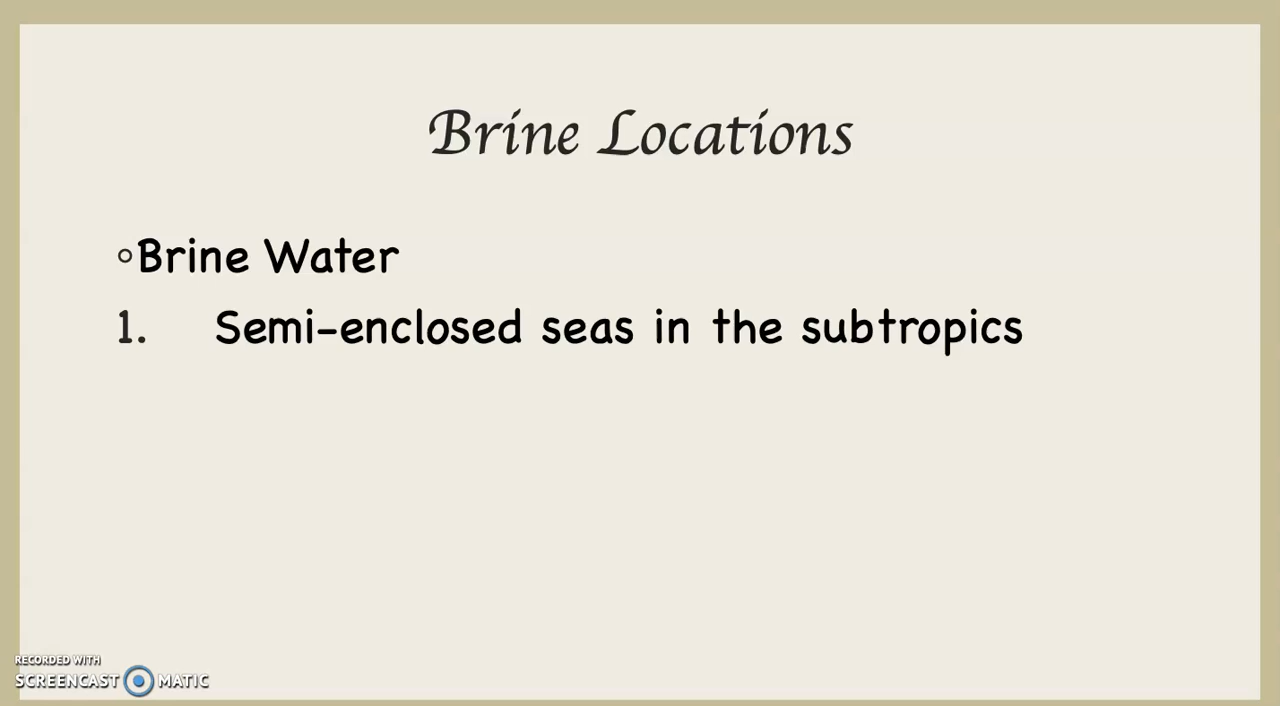 Brine Locations
◦Brine Water
1. Semi-enclosed seas in the subtropics
RECORDED WITH
SCREENCAST MATIC